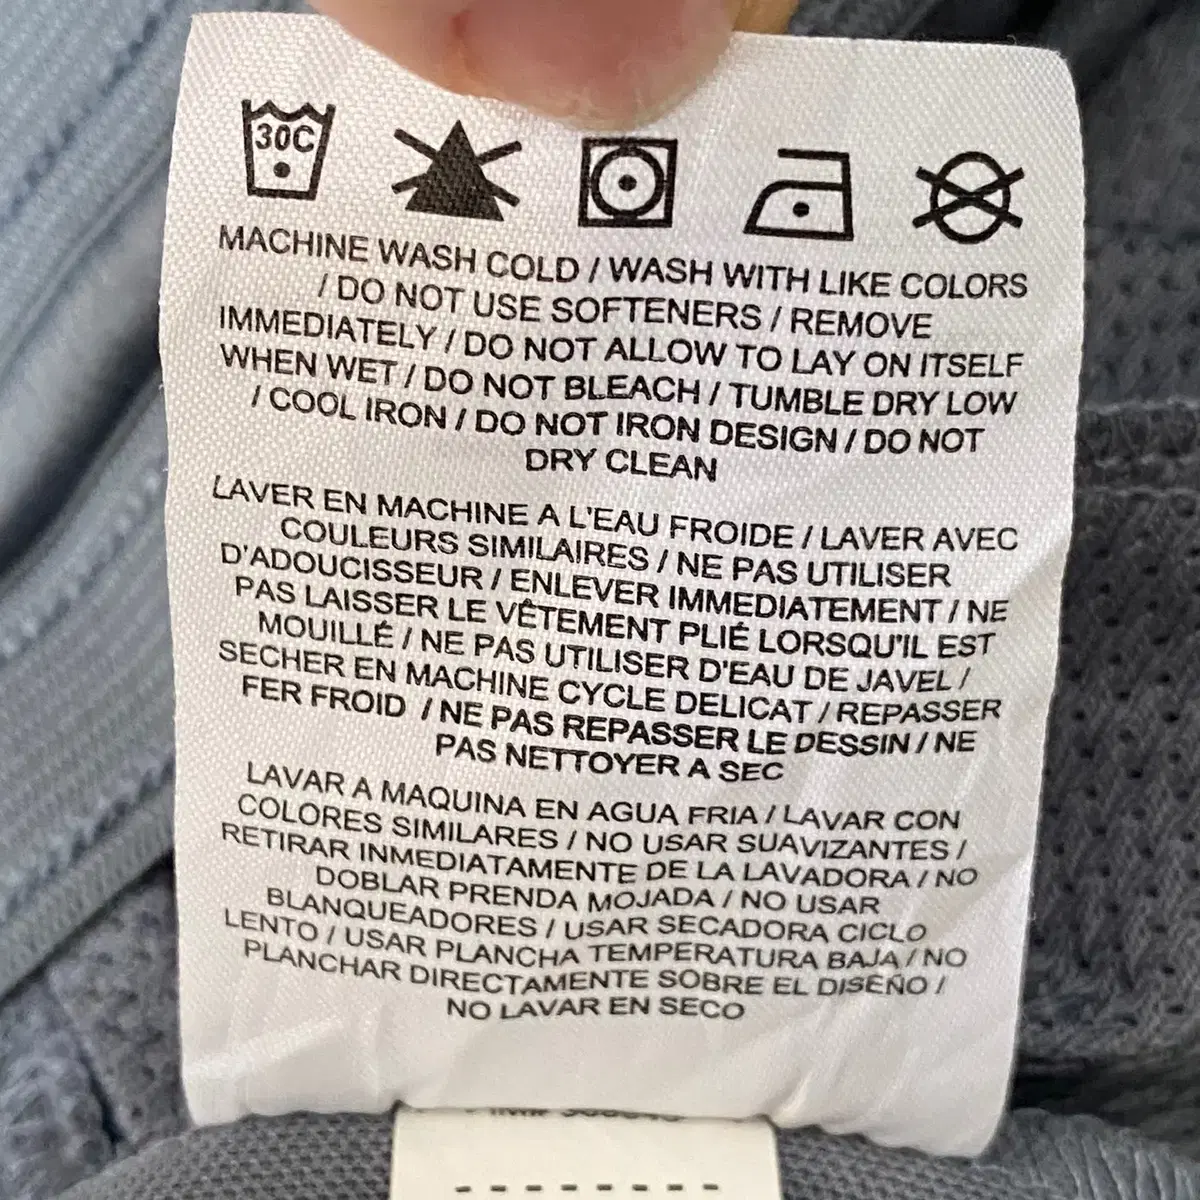 30C
MACHINE WASH COLD / WASH WITH LIKE COLORS
/ DO NOT USE SOFTENERS / REMOVE
IMMEDIATELY / DO NOT ALLOW TO LAY ON ITSELF
WHEN WET / DO NOT BLEACH / TUMBLE DRY LOW
/ COOL IRON / DO NOT IRON DESIGN / DO NOT
DRY CLEAN
LAVER EN MACHINE A L'EAU FROIDE / LAVER AVEC
COULEURS SIMILAIRES / NE PAS UTILISER
D'ADOUCISSEUR / ENLEVER IMMEDIATEMENT / NE
PAS LAISSER LE VÊTEMENT PLIÉ LORSQU'IL EST
MOUILLÉ / NE PAS UTILISER D'EAU DE JAVEL /
SECHER EN MACHINE CYCLE DELICAT / REPASSER
FER FROID / NE PAS REPASSER LE DESSIN / NE
PAS NETTOYER A SEC
LAVAR A MAQUINA EN AGUA FRIA / LAVAR CON
COLORES SIMILARES / NO USAR SUAVIZANTES /
RETIRAR INMEDIATAMENTE DE LA LAVADORA / NO
DOBLAR PRENDA MOJADA / NO USAR
BLANQUEADORES / USAR SECADORA CICLO
LENTO / USAR PLANCHA TEMPERATURA BAJA / NO
PLANCHAR DIRECTAMENTE SOBRE EL DISEÑO /
NO LAVAR EN SECO